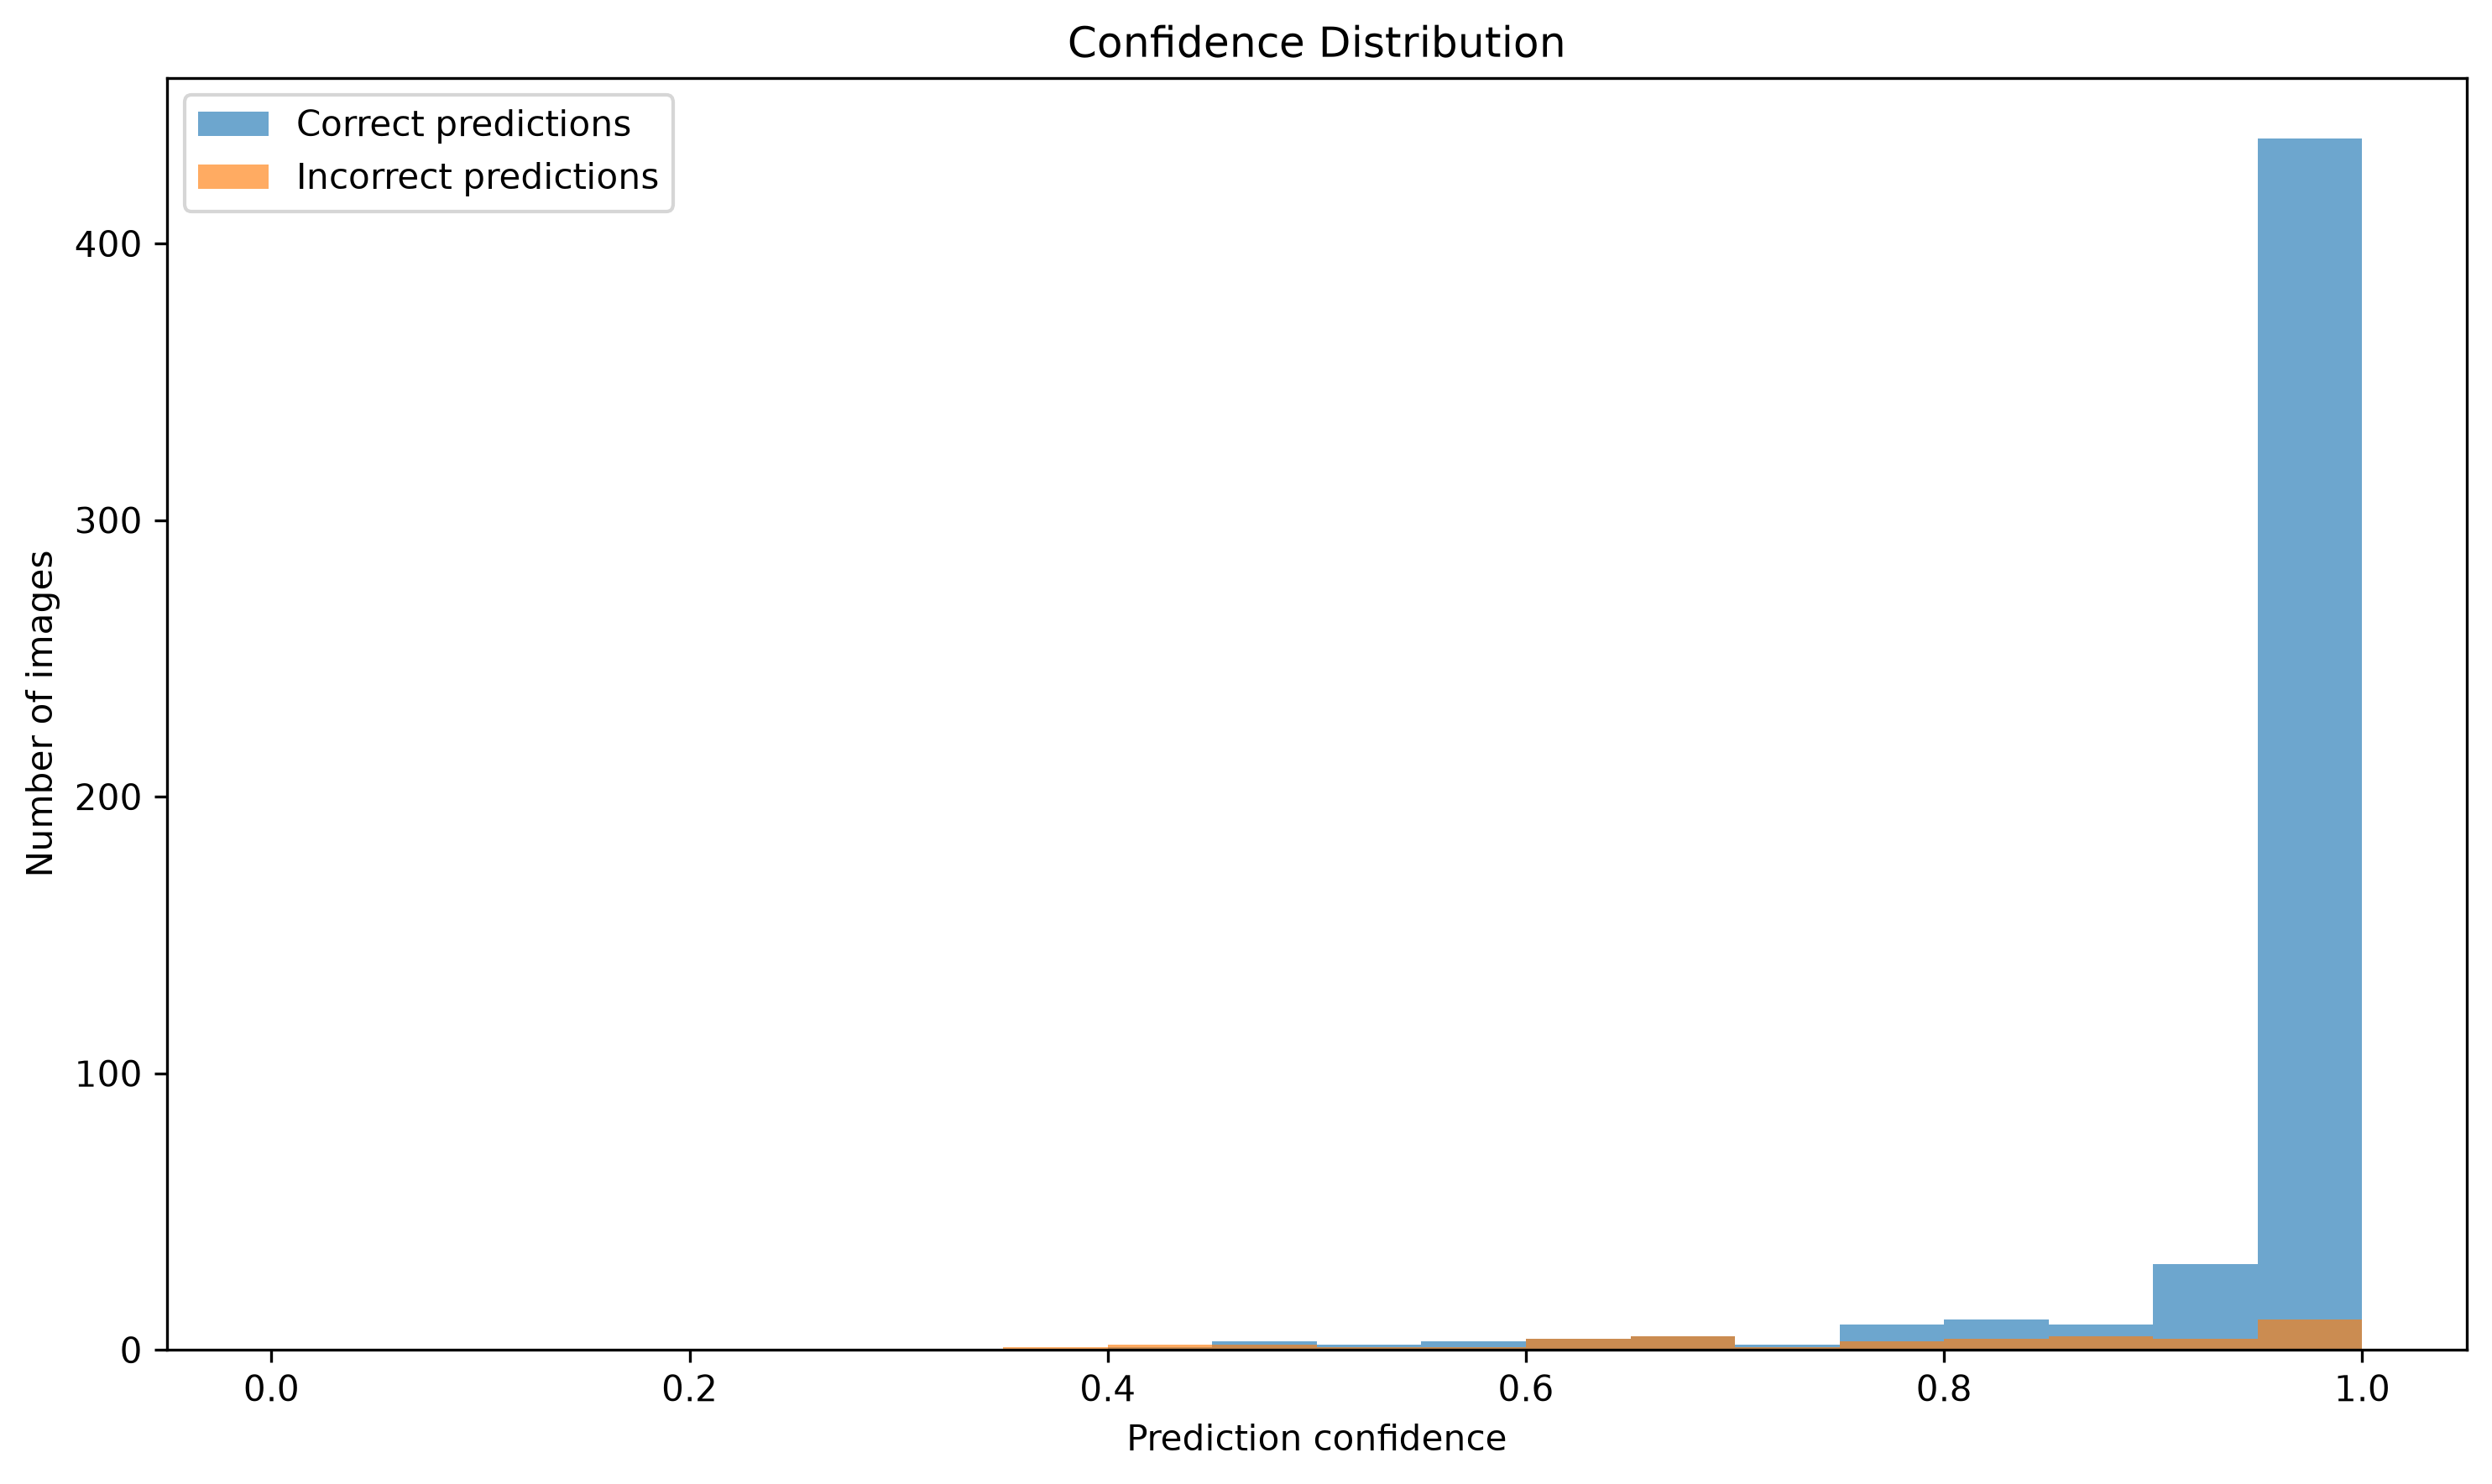 Confidence Distribution
Correct predictions
Incorrect predictions
Number of images
400
300
200
100
0
0.0 0.2 0.4 0.6 0.8 1.0
Prediction confidence